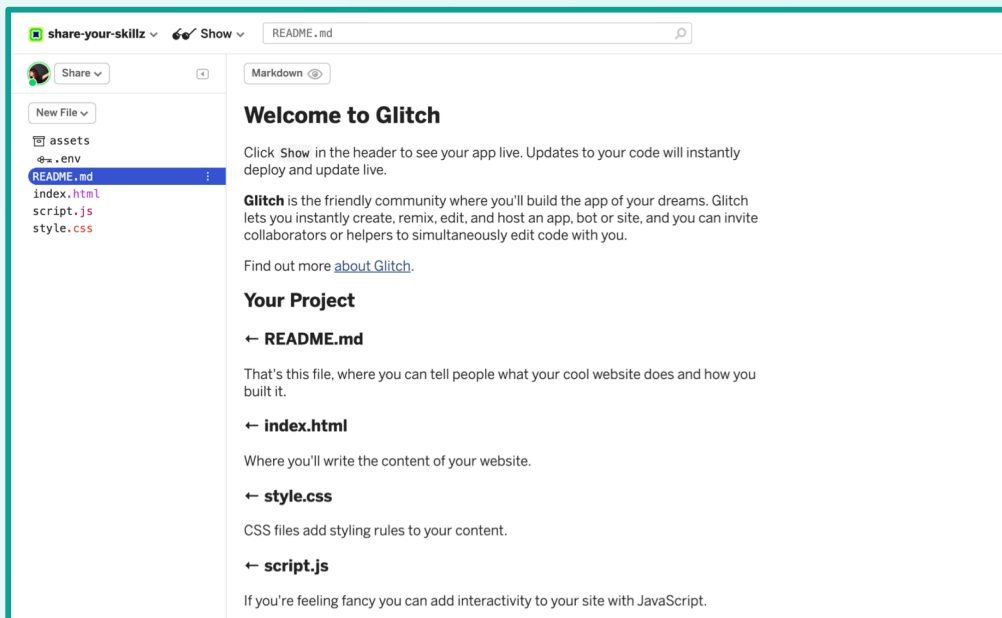 share-your-skillz Show README.md
Share
Markdown
New File
assets
.env
README.md
index.html
script.js
style.css
Welcome to Glitch
Click Show in the header to see your app live. Updates to your code will instantly
deploy and update live.
Glitch is the friendly community where you'll build the app of your dreams. Glitch
lets you instantly create, remix, edit, and host an app, bot or site, and you can invite
collaborators or helpers to simultaneously edit code with you.
Find out more about Glitch.
Your Project
← README.md
That's this file, where you can tell people what your cool website does and how you
built it.
← index.html
Where you'll write the content of your website.
← style.css
CSS files add styling rules to your content.
← script.js
If you're feeling fancy you can add interactivity to your site with JavaScript.